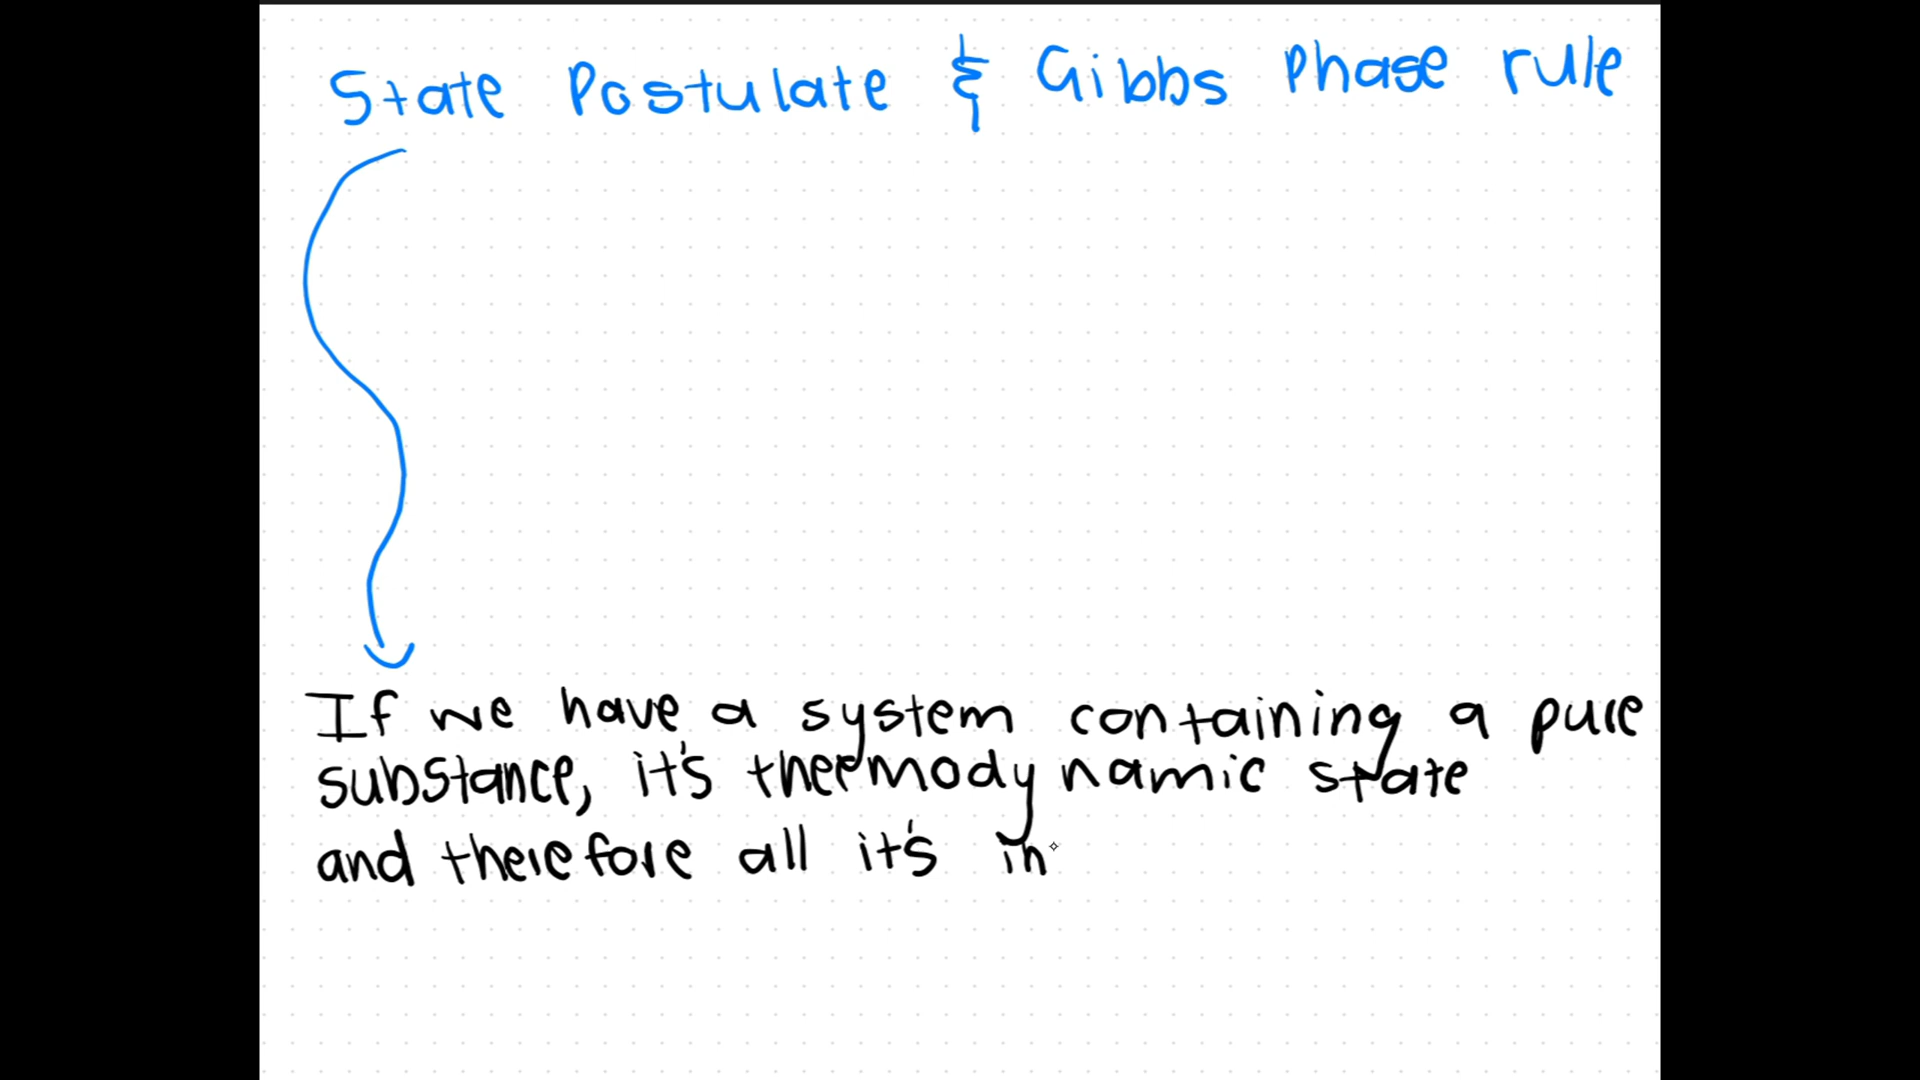 State Postulate & Gibbs Phase rule
If we have a system containing a pure
substance, it's thermodynamic state
and therefore all it's in